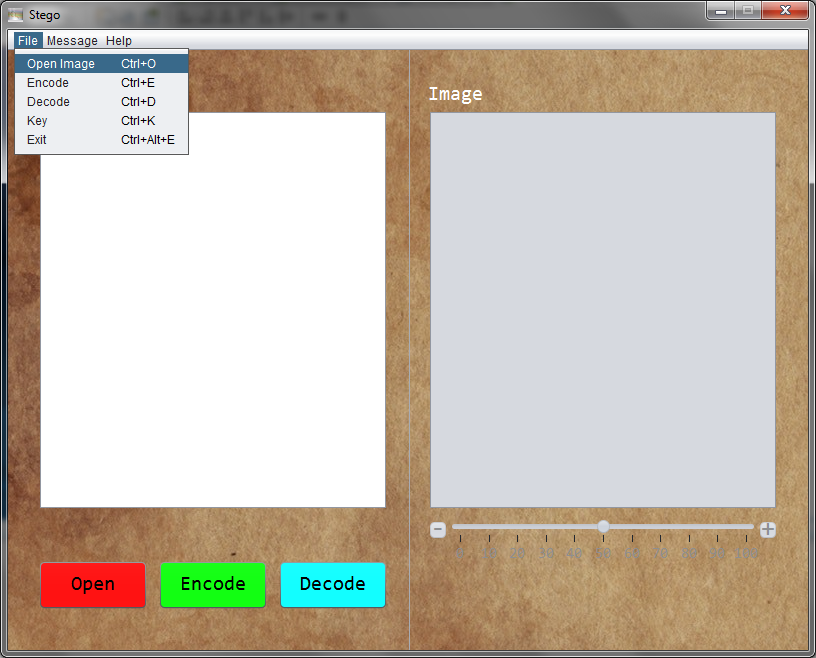 Stego
File Message Help
Open Image Ctrl+O
Encode Ctrl+E
Decode Ctrl+D
Key Ctrl+K
Exit Ctrl+Alt+E
Image
0 10 20 30 40 50 60 70 80 90 100
Open Encode Decode